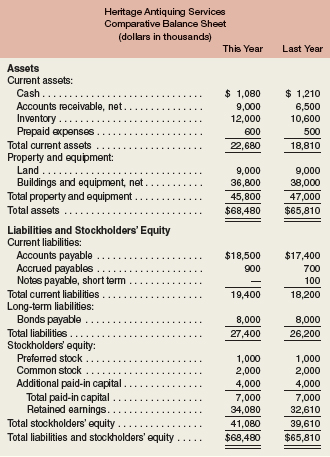 Heritage Antiquing Services
Comparative Balance Sheet
(dollars in thousands)
This Year Last Year
Assets
Current assets:
Cash . . . . . . . . . . . . . . . . . . . . . . . . . . . . . $ 1,080 $ 1,210
Accounts receivable, net . . . . . . . . . . . . . . . 9,000 6,500
Inventory . . . . . . . . . . . . . . . . . . . . . . . . . . 12,000 10,600
Prepaid expenses . . . . . . . . . . . . . . . . . . . . 600 500
Total current assets . . . . . . . . . . . . . . . . . . . . 22,680 18,810
Property and equipment:
Land . . . . . . . . . . . . . . . . . . . . . . . . . . . . . 9,000 9,000
Buildings and equipment, net . . . . . . . . . . . 36,800 38,000
Total property and equipment . . . . . . . . . . . . . 45,800 47,000
Total assets . . . . . . . . . . . . . . . . . . . . . . . . . . $68,480 $65,810
Liabilities and Stockholders' Equity
Current liabilities:
Accounts payable . . . . . . . . . . . . . . . . . . . . $18,500 $17,400
Accrued payables . . . . . . . . . . . . . . . . . . . . 900 700
Notes payable, short term . . . . . . . . . . . . . . — 100
Total current liabilities . . . . . . . . . . . . . . . . . . . 19,400 18,200
Long-term liabilities:
Bonds payable . . . . . . . . . . . . . . . . . . . . . . 8,000 8,000
Total liabilities . . . . . . . . . . . . . . . . . . . . . . . . . 27,400 26,200
Stockholders' equity:
Preferred stock . . . . . . . . . . . . . . . . . . . . . . 1,000 1,000
Common stock . . . . . . . . . . . . . . . . . . . . . . 2,000 2,000
Additional paid-in capital . . . . . . . . . . . . . . . 4,000 4,000
Total paid-in capital . . . . . . . . . . . . . . . . . . 7,000 7,000
Retained earnings . . . . . . . . . . . . . . . . . . . 34,080 32,610
Total stockholders' equity . . . . . . . . . . . . . . . . 41,080 39,610
Total liabilities and stockholders' equity . . . . . $68,480 $65,810